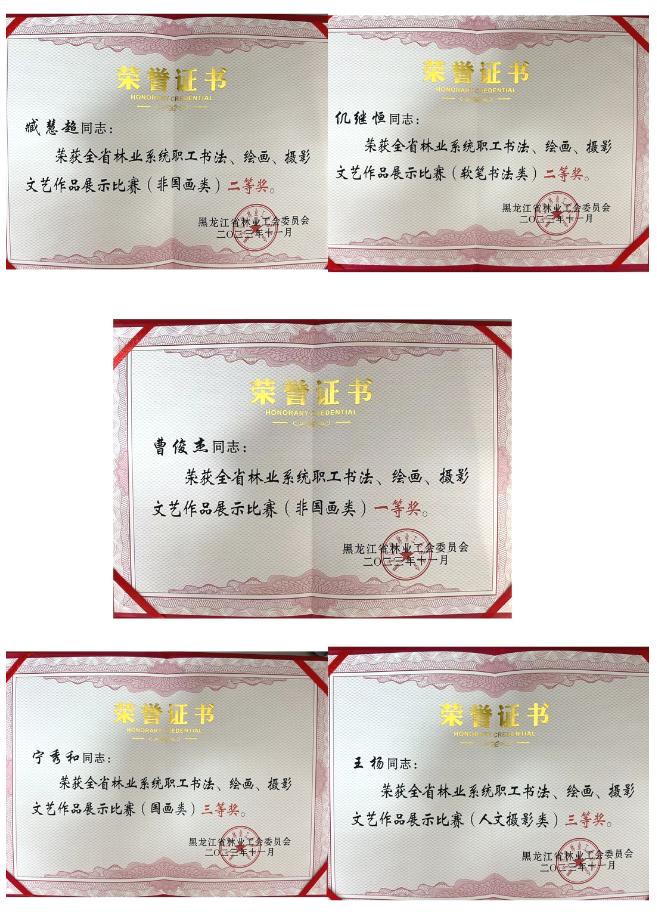 荣誉证书
HONORARY CREDENTIAL
臧慧超同志：
荣获全省林业系统职工书法、绘画、摄影
文艺作品展示比赛（非国画类）二等奖。
黑龙江省林业工会委员会
二〇二三年十一月
荣誉证书
HONORARY CREDENTIAL
仉继恒同志：
荣获全省林业系统职工书法、绘画、摄影
文艺作品展示比赛（软笔书法类）二等奖。
黑龙江省林业工会委员会
二〇二三年十一月
荣誉证书
HONORARY CREDENTIAL
曹俊杰同志：
荣获全省林业系统职工书法、绘画、摄影
文艺作品展示比赛（非国画类）一等奖。
黑龙江省林业工会委员会
二〇二三年十一月
荣誉证书
HONORARY CREDENTIAL
宁秀和同志：
荣获全省林业系统职工书法、绘画、摄影
文艺作品展示比赛（国画类）三等奖。
黑龙江省林业工会委员会
二〇二三年十一月
荣誉证书
HONORARY CREDENTIAL
王杨同志：
荣获全省林业系统职工书法、绘画、摄影
文艺作品展示比赛（人文摄影类）三等奖。
黑龙江省林业工会委员会
二〇二三年十一月